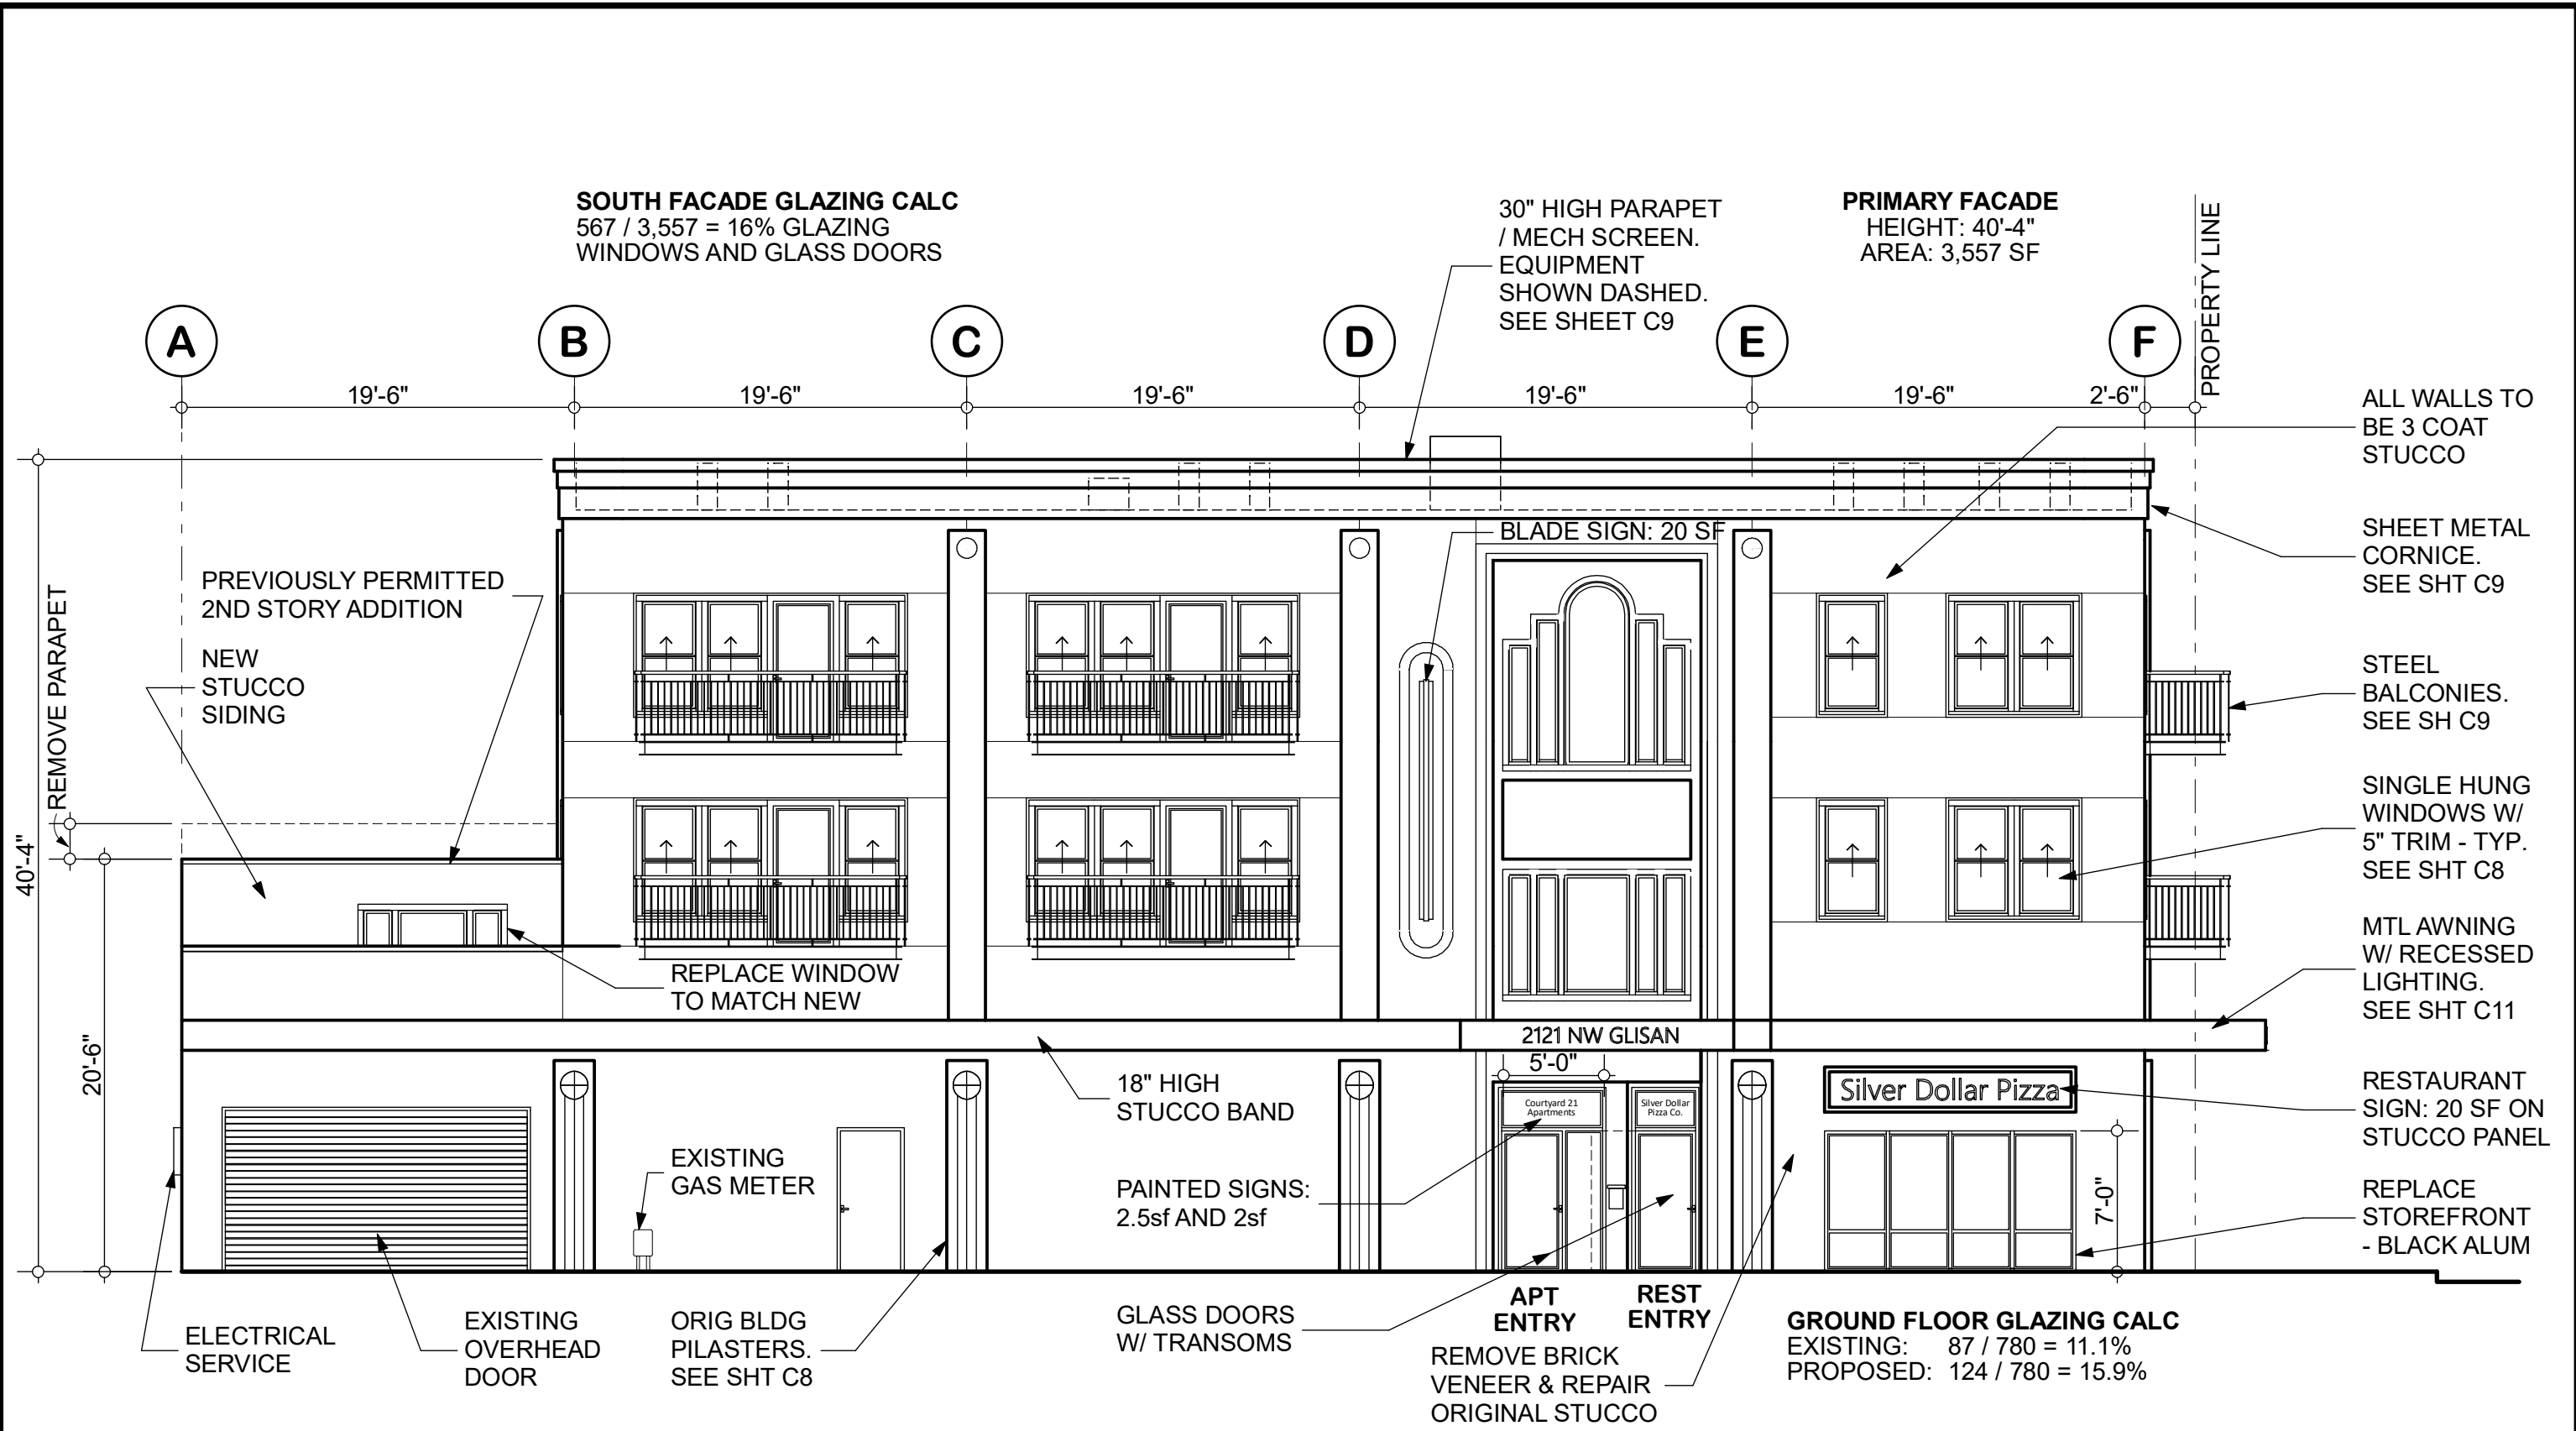 SOUTH FACADE GLAZING CALC
567 / 3,557 = 16% GLAZING
WINDOWS AND GLASS DOORS
30" HIGH PARAPET
/ MECH SCREEN.
EQUIPMENT
SHOWN DASHED.
SEE SHEET C9
PRIMARY FACADE
HEIGHT: 40'-4"
AREA: 3,557 SF
PROPERTY LINE
A
B
C
D
E
F
19'-6"
19'-6"
19'-6"
19'-6"
19'-6"
2'-6"
ALL WALLS TO
BE 3 COAT
STUCCO
SHEET METAL
CORNICE.
SEE SHT C9
STEEL
BALCONIES.
SEE SH C9
SINGLE HUNG
WINDOWS W/
5" TRIM - TYP.
SEE SHT C8
MTL AWNING
W/ RECESSED
LIGHTING.
SEE SHT C11
RESTAURANT
SIGN: 20 SF ON
STUCCO PANEL
REPLACE
STOREFRONT
- BLACK ALUM
BLADE SIGN: 20 SF
PREVIOUSLY PERMITTED
2ND STORY ADDITION
NEW
STUCCO
SIDING
REMOVE PARAPET
40'-4"
20'-6"
REPLACE WINDOW
TO MATCH NEW
2121 NW GLISAN
5'-0"
18" HIGH
STUCCO BAND
Courtyard 21
Apartments
Silver Dollar
Pizza Co.
Silver Dollar Pizza
EXISTING
GAS METER
PAINTED SIGNS:
2.5sf AND 2sf
7'-0"
ELECTRICAL
SERVICE
EXISTING
OVERHEAD
DOOR
ORIG BLDG
PILASTERS.
SEE SHT C8
GLASS DOORS
W/ TRANSOMS
APT
ENTRY
REST
ENTRY
REMOVE BRICK
VENEER & REPAIR
ORIGINAL STUCCO
GROUND FLOOR GLAZING CALC
EXISTING: 87 / 780 = 11.1%
PROPOSED: 124 / 780 = 15.9%